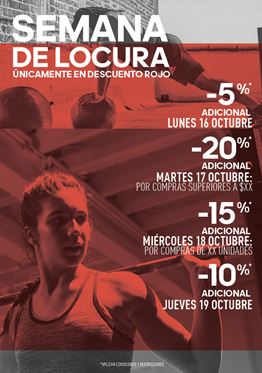 SEMANA
DE LOCURA
ÚNICAMENTE EN DESCUENTO ROJO
-5%*
ADICIONAL
LUNES 16 OCTUBRE
-20%*
ADICIONAL
MARTES 17 OCTUBRE:
POR COMPRAS SUPERIORES A $XX
-15%*
ADICIONAL
MIÉRCOLES 18 OCTUBRE:
POR COMPRAS DE XX UNIDADES
-10%*
ADICIONAL
JUEVES 19 OCTUBRE
*APLICAN CONDICIONES Y RESTRICCIONES